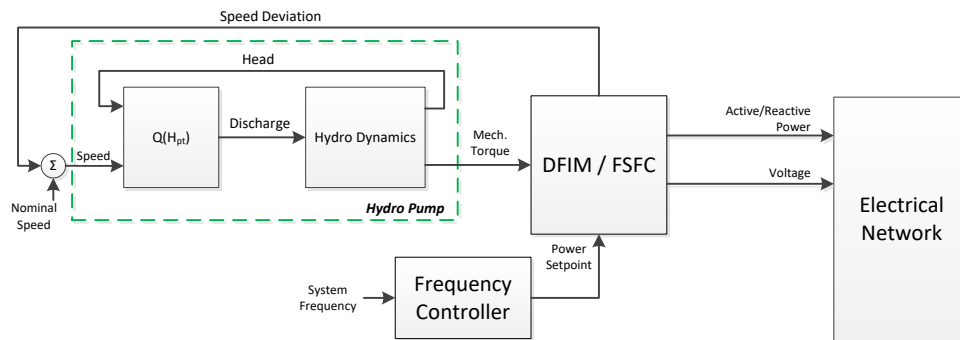 Speed Deviation
Head
Q(Hpt)
Discharge
Hydro Dynamics
Mech.
Torque
DFIM / FSFC
Active/Reactive
Power
Voltage
Electrical
Network
Σ
Speed
Nominal
Speed
Hydro Pump
Power
Setpoint
System
Frequency
Frequency
Controller